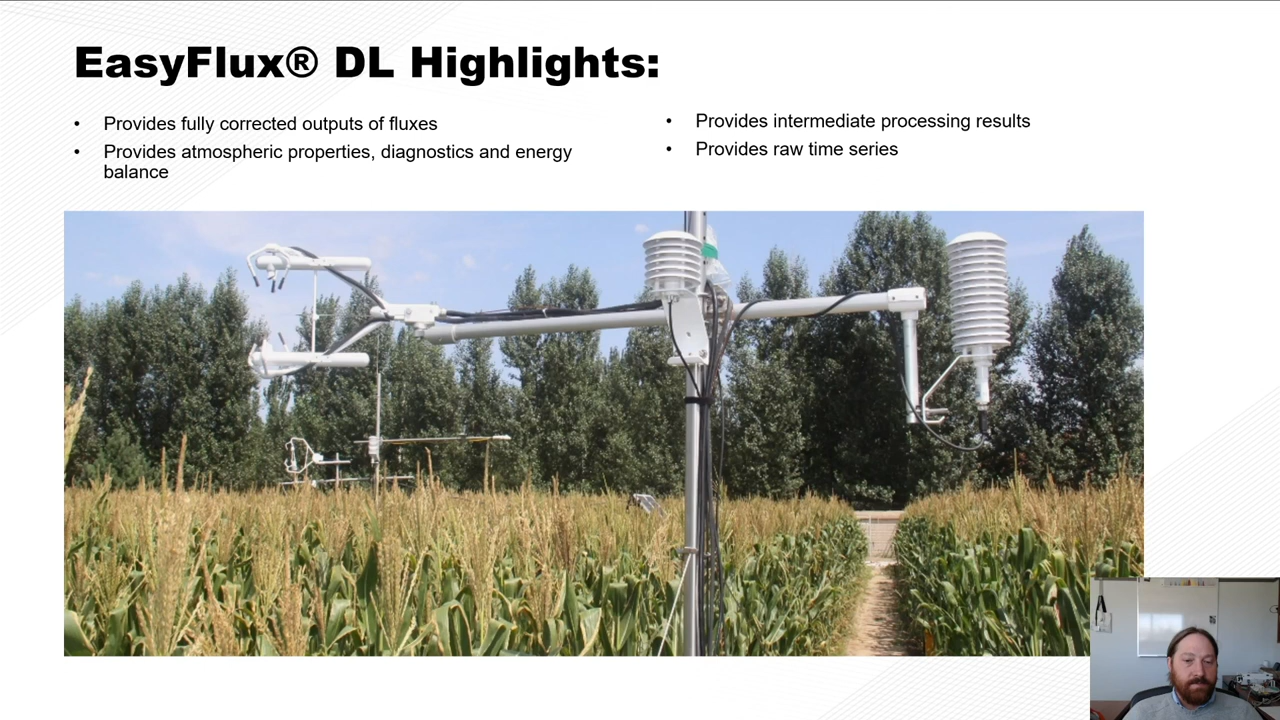 EasyFlux® DL Highlights:
• Provides fully corrected outputs of fluxes
• Provides atmospheric properties, diagnostics and energy
balance
• Provides intermediate processing results
• Provides raw time series